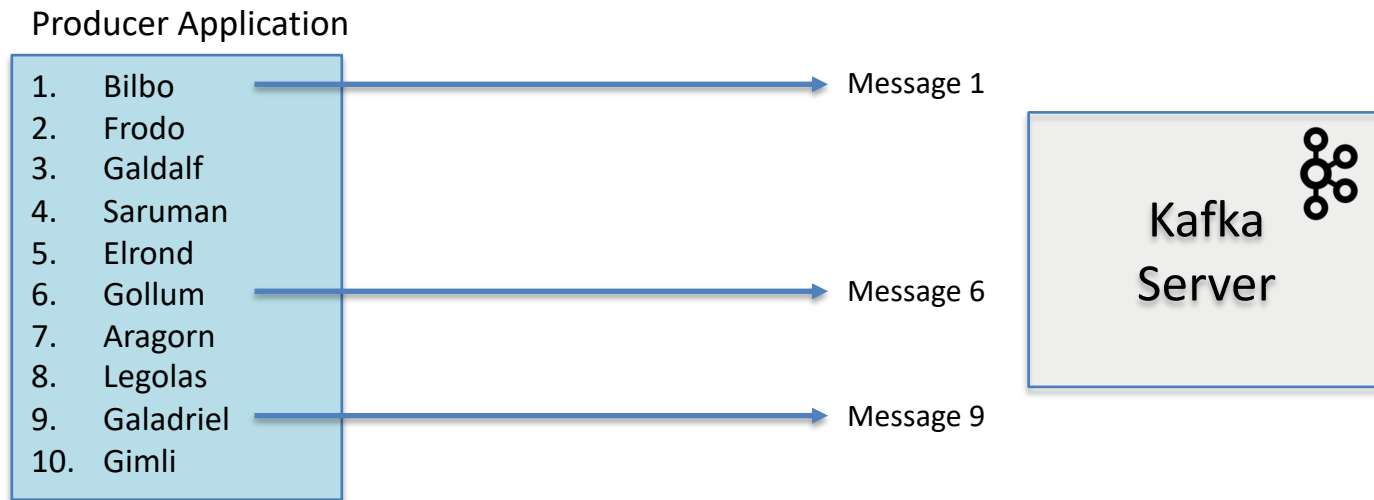 Producer Application
1. Bilbo
2. Frodo
3. Galdalf
4. Saruman
5. Elrond
6. Gollum
7. Aragorn
8. Legolas
9. Galadriel
10. Gimli
Message 1
Message 6
Message 9
Kafka
Server